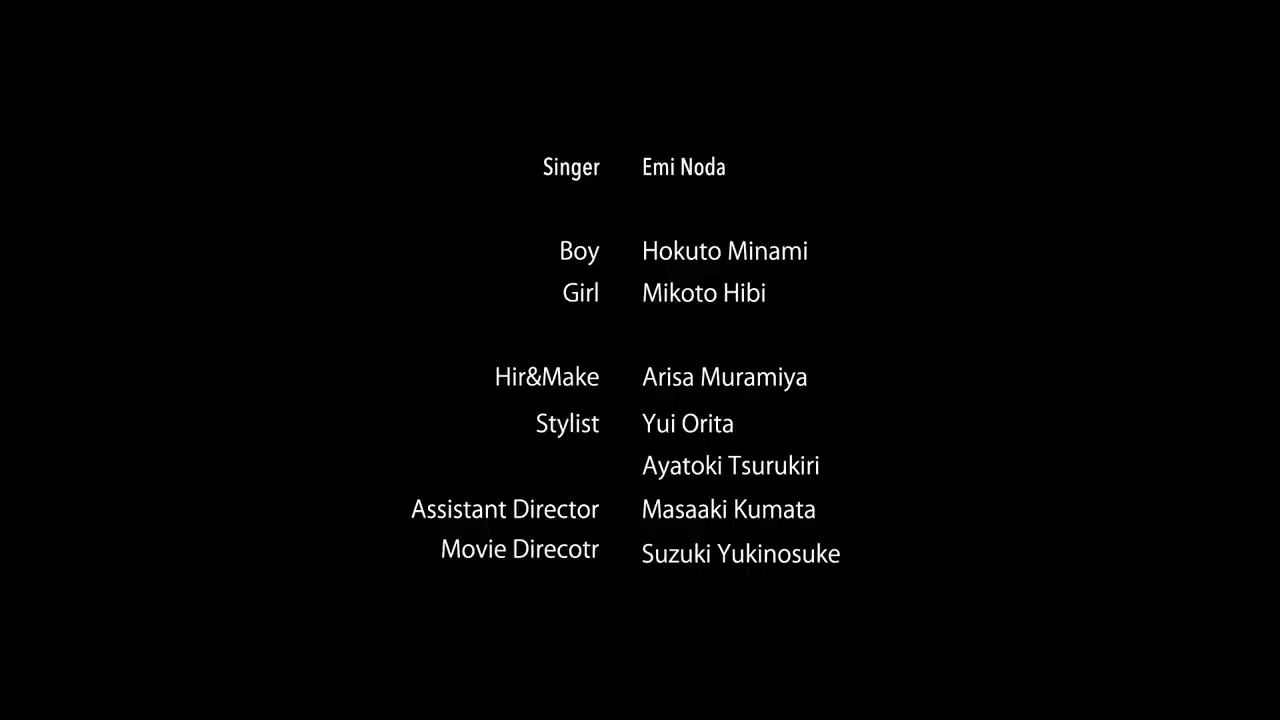 Singer Emi Noda
Boy Hokuto Minami
Girl Mikoto Hibi
Hir&Make Arisa Muramiya
Stylist Yui Orita
Ayatoki Tsurukiri
Assistant Director Masaaki Kumata
Movie Direcotr Suzuki Yukinosuke